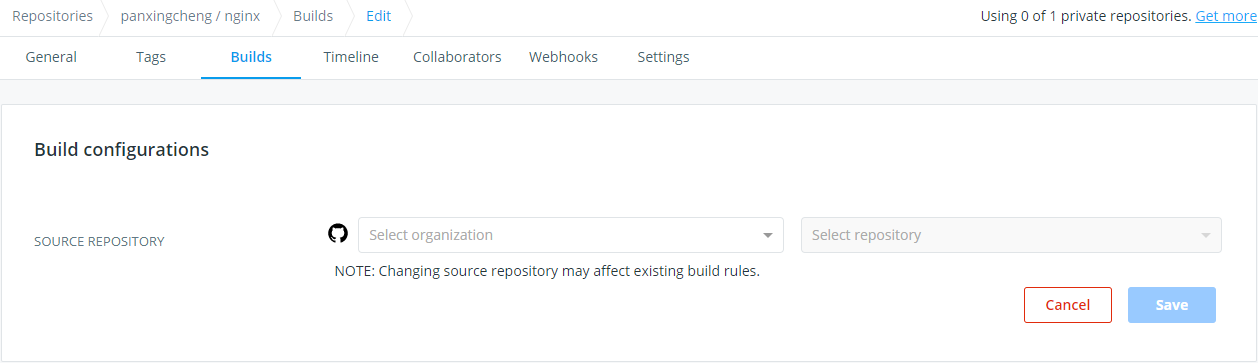 Repositories panxingcheng / nginx Builds Edit Using 0 of 1 private repositories. Get more
General Tags Builds Timeline Collaborators Webhooks Settings
Build configurations
SOURCE REPOSITORY Select organization Select repository
NOTE: Changing source repository may affect existing build rules.
Cancel Save